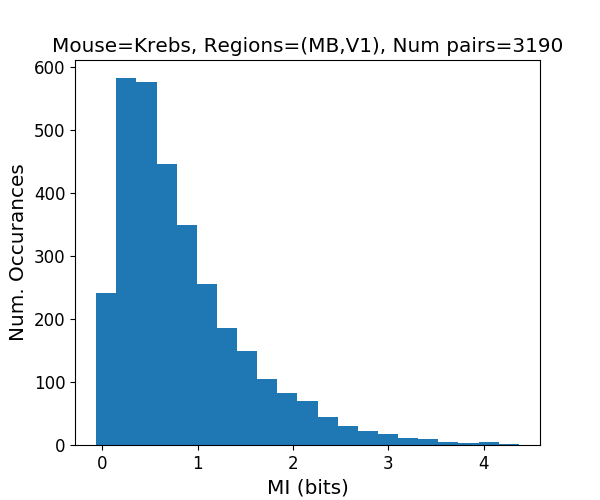 Mouse=Krebs, Regions=(MB,V1), Num pairs=3190
600
500
400
300
200
100
0
Num. Occurances
0 1 2 3 4
MI (bits)